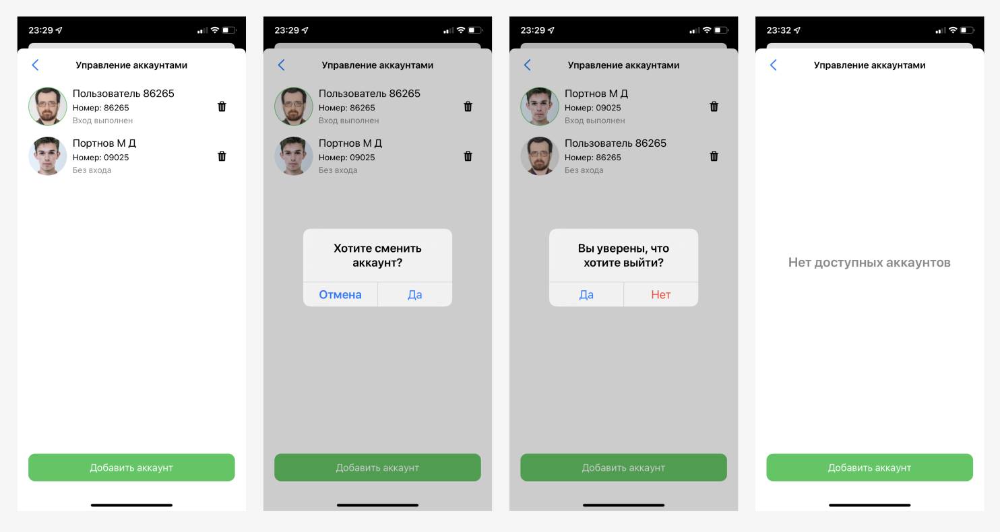 23:29
Управление аккаунтами
Пользователь 86265
Номер: 86265
Вход выполнен
Портнов М Д
Номер: 09025
Без входа
Добавить аккаунт
23:29
Управление аккаунтами
Пользователь 86265
Номер: 86265
Вход выполнен
Портнов М Д
Номер: 09025
Без входа
Хотите сменить
аккаунт?
Отмена
Да
Добавить аккаунт
23:29
Управление аккаунтами
Портнов М Д
Номер: 09025
Вход выполнен
Пользователь 86265
Номер: 86265
Без входа
Вы уверены, что
хотите выйти?
Да
Нет
Добавить аккаунт
23:32
Управление аккаунтами
Нет доступных аккаунтов
Добавить аккаунт